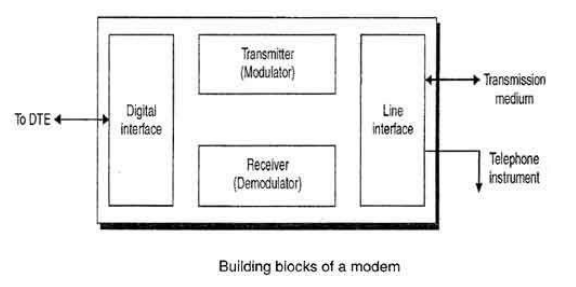 Transmitter
(Modulator)
To DTE
Digital
interface
Line
interface
Transmission
medium
Receiver
(Demodulator)
Telephone
instrument
Building blocks of a modem